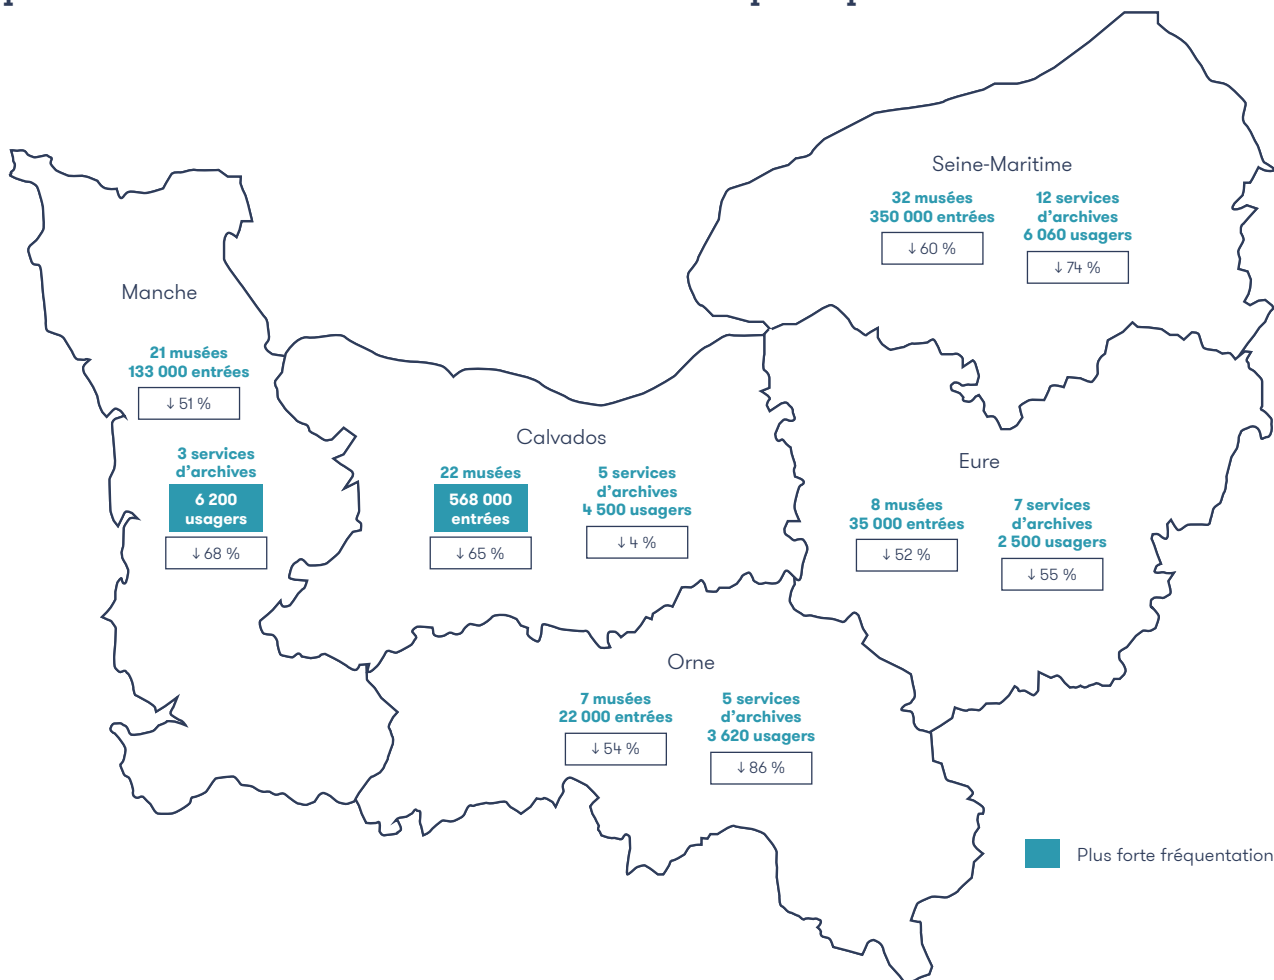 Seine-Maritime
32 musées
350 000 entrées
↓ 60 %
12 services
d’archives
6 060 usagers
↓ 74 %
Manche
21 musées
133 000 entrées
↓ 51 %
3 services
d’archives
6 200
usagers
↓ 68 %
Calvados
22 musées
568 000
entrées
↓ 65 %
5 services
d’archives
4 500 usagers
↓ 4 %
Eure
8 musées
35 000 entrées
↓ 52 %
7 services
d’archives
2 500 usagers
↓ 55 %
Orne
7 musées
22 000 entrées
↓ 54 %
5 services
d’archives
3 620 usagers
↓ 86 %
Plus forte fréquentation